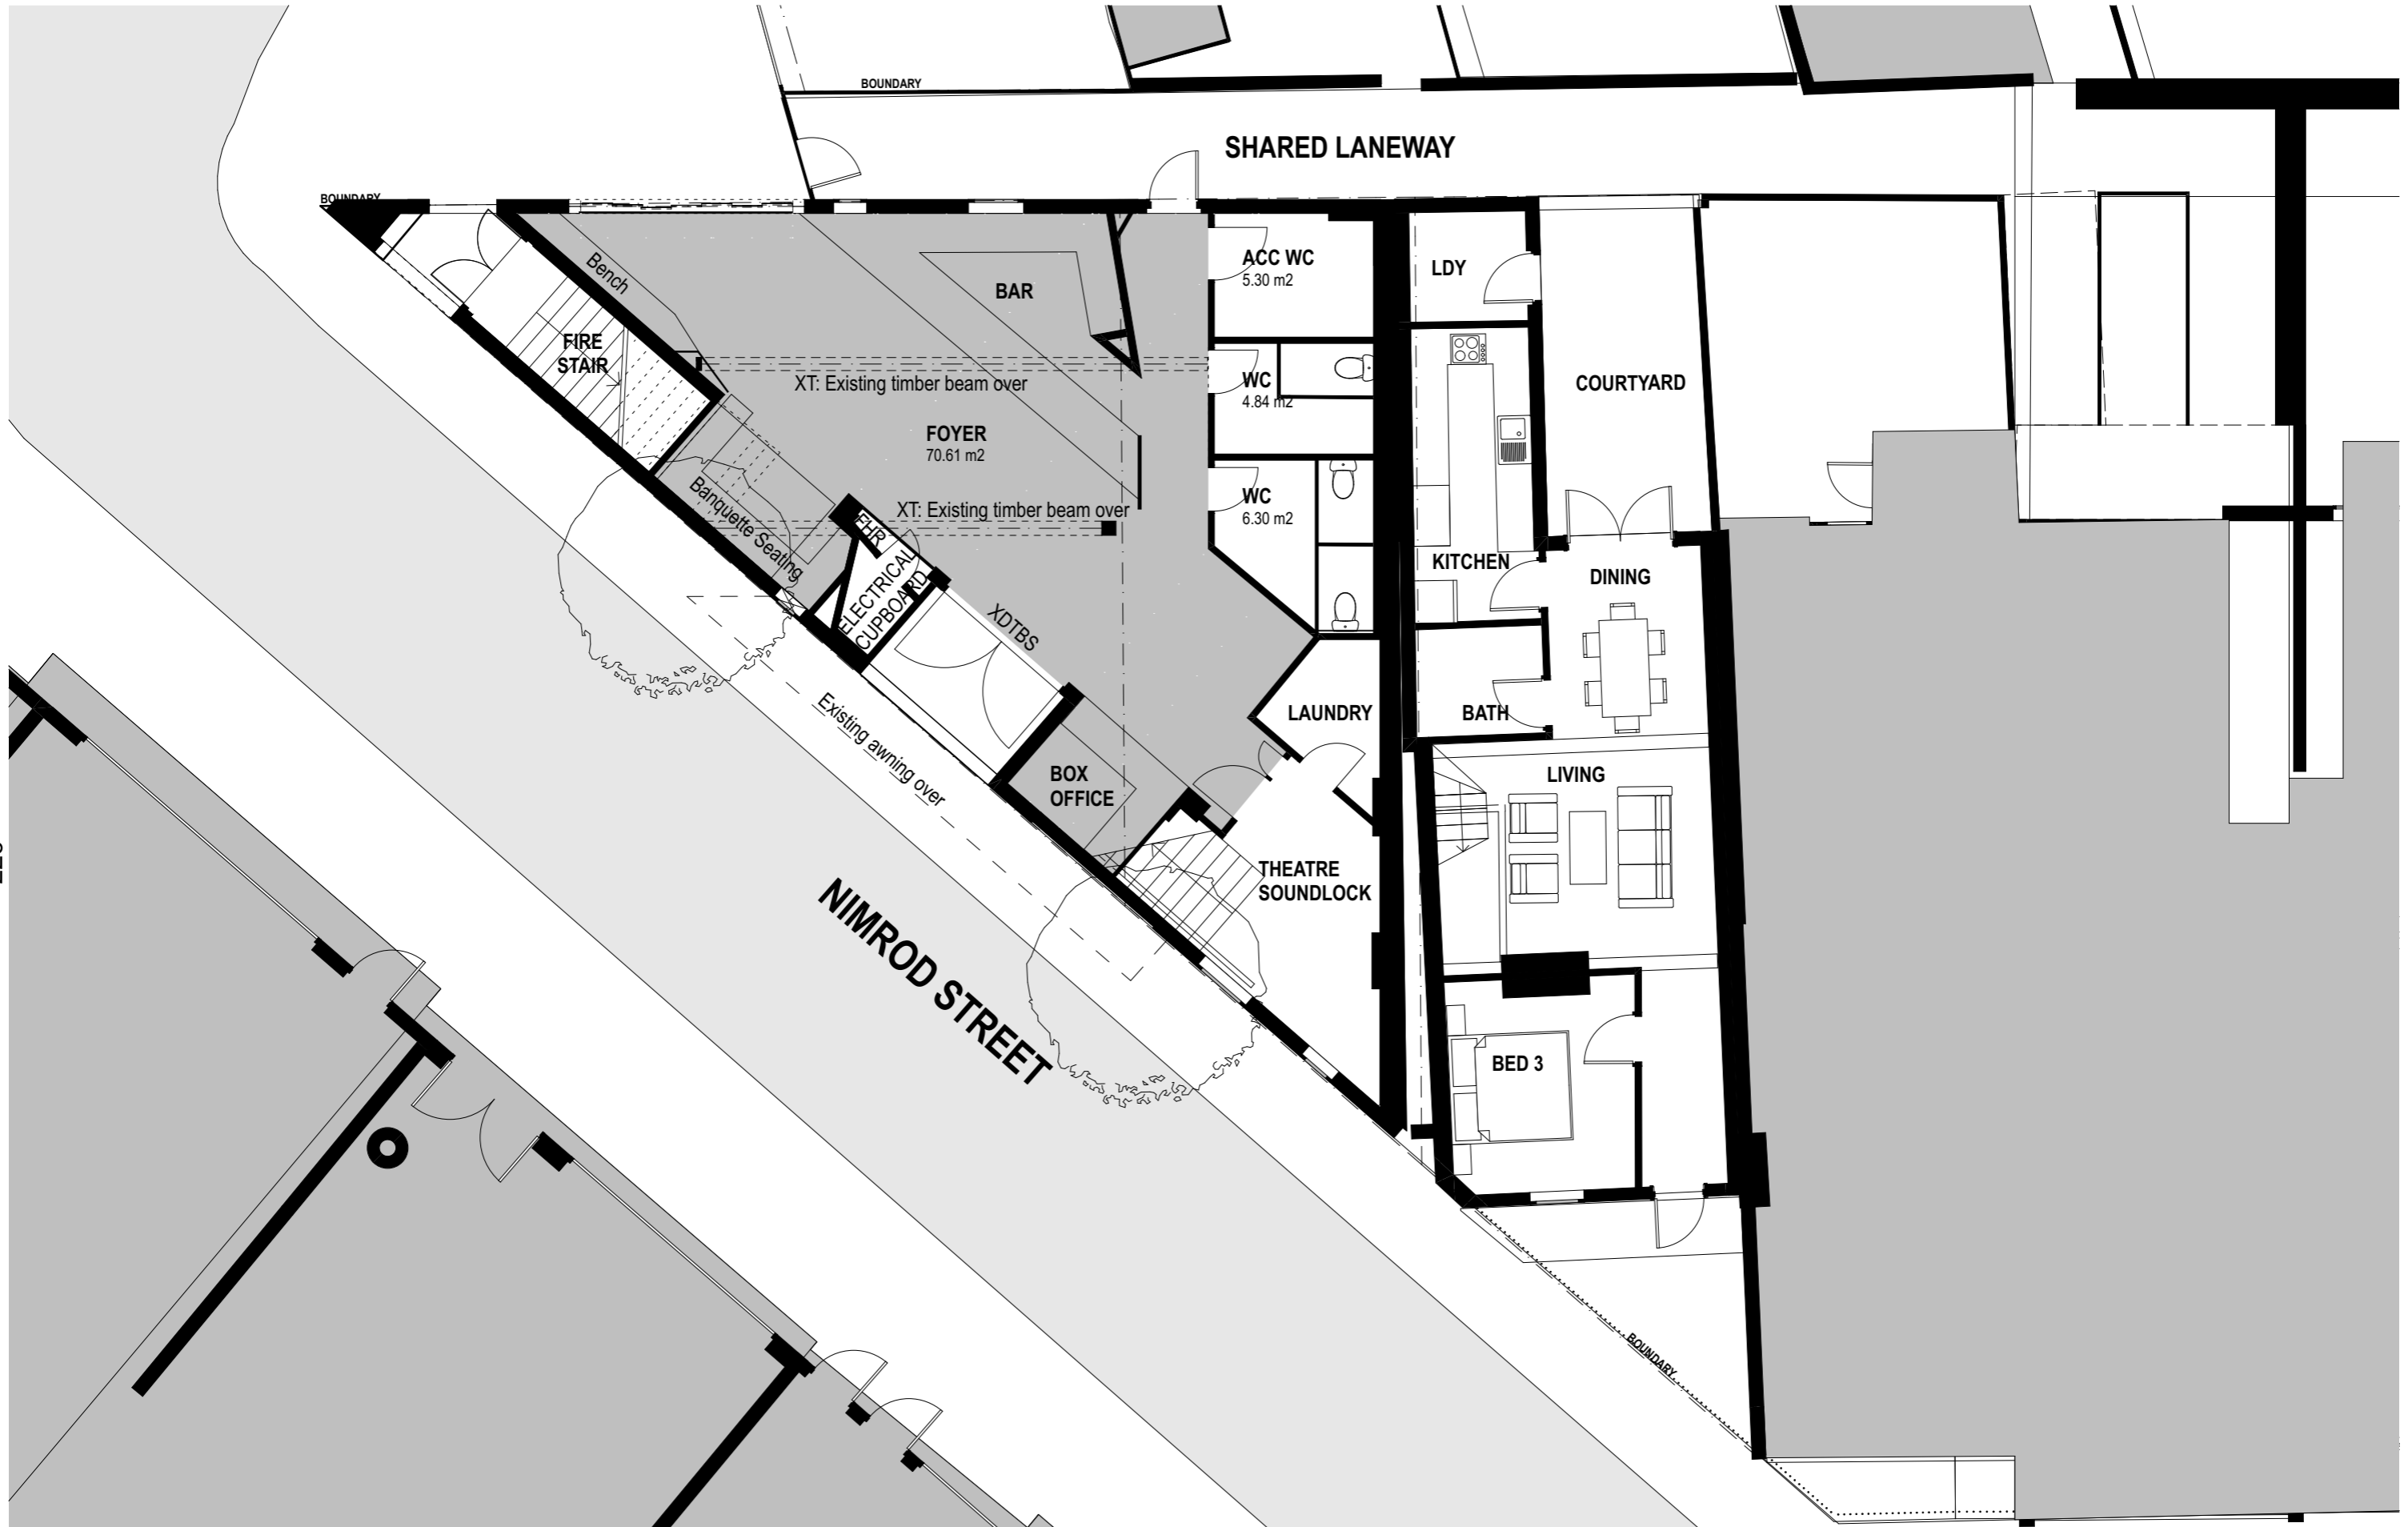 BOUNDARY
SHARED LANEWAY
BOUNDARY
Bench
BAR
ACC WC
5.30 m2
LDY
FIRE
STAIR
XT: Existing timber beam over
WC
4.84 m2
COURTYARD
FOYER
70.61 m2
Banquette Seating
XT: Existing timber beam over
WC
6.30 m2
FHR
ELECTRICAL
CUPBOARD
KITCHEN
DINING
XDTBS
Existing awning over
LAUNDRY
BATH
BOX
OFFICE
LIVING
THEATRE
SOUNDLOCK
NIMROD STREET
BED 3
BOUNDARY